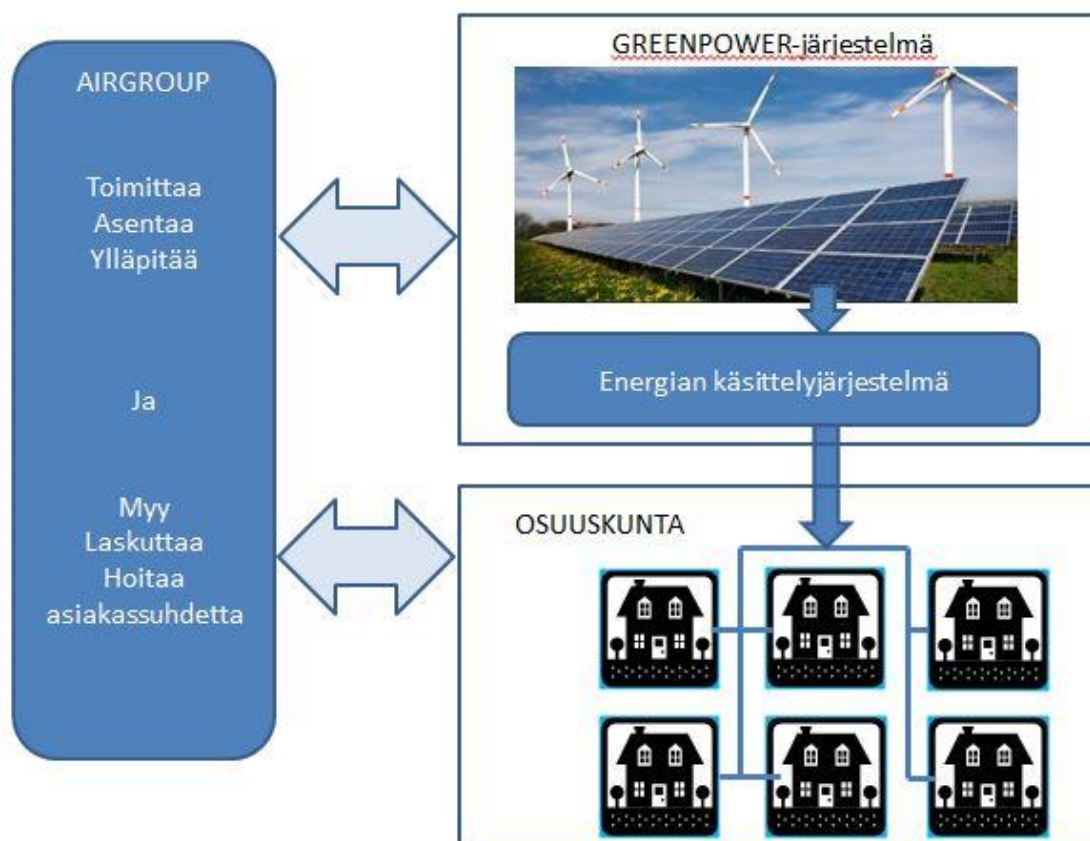 AIRGROUP
Toimittaa
Asentaa
Ylläpitää
Ja
Myy
Laskuttaa
Hoitaa
asiakassuhdetta
GREENPOWER-järjestelmä
Energian käsittelyjärjestelmä
OSUUSKUNTA